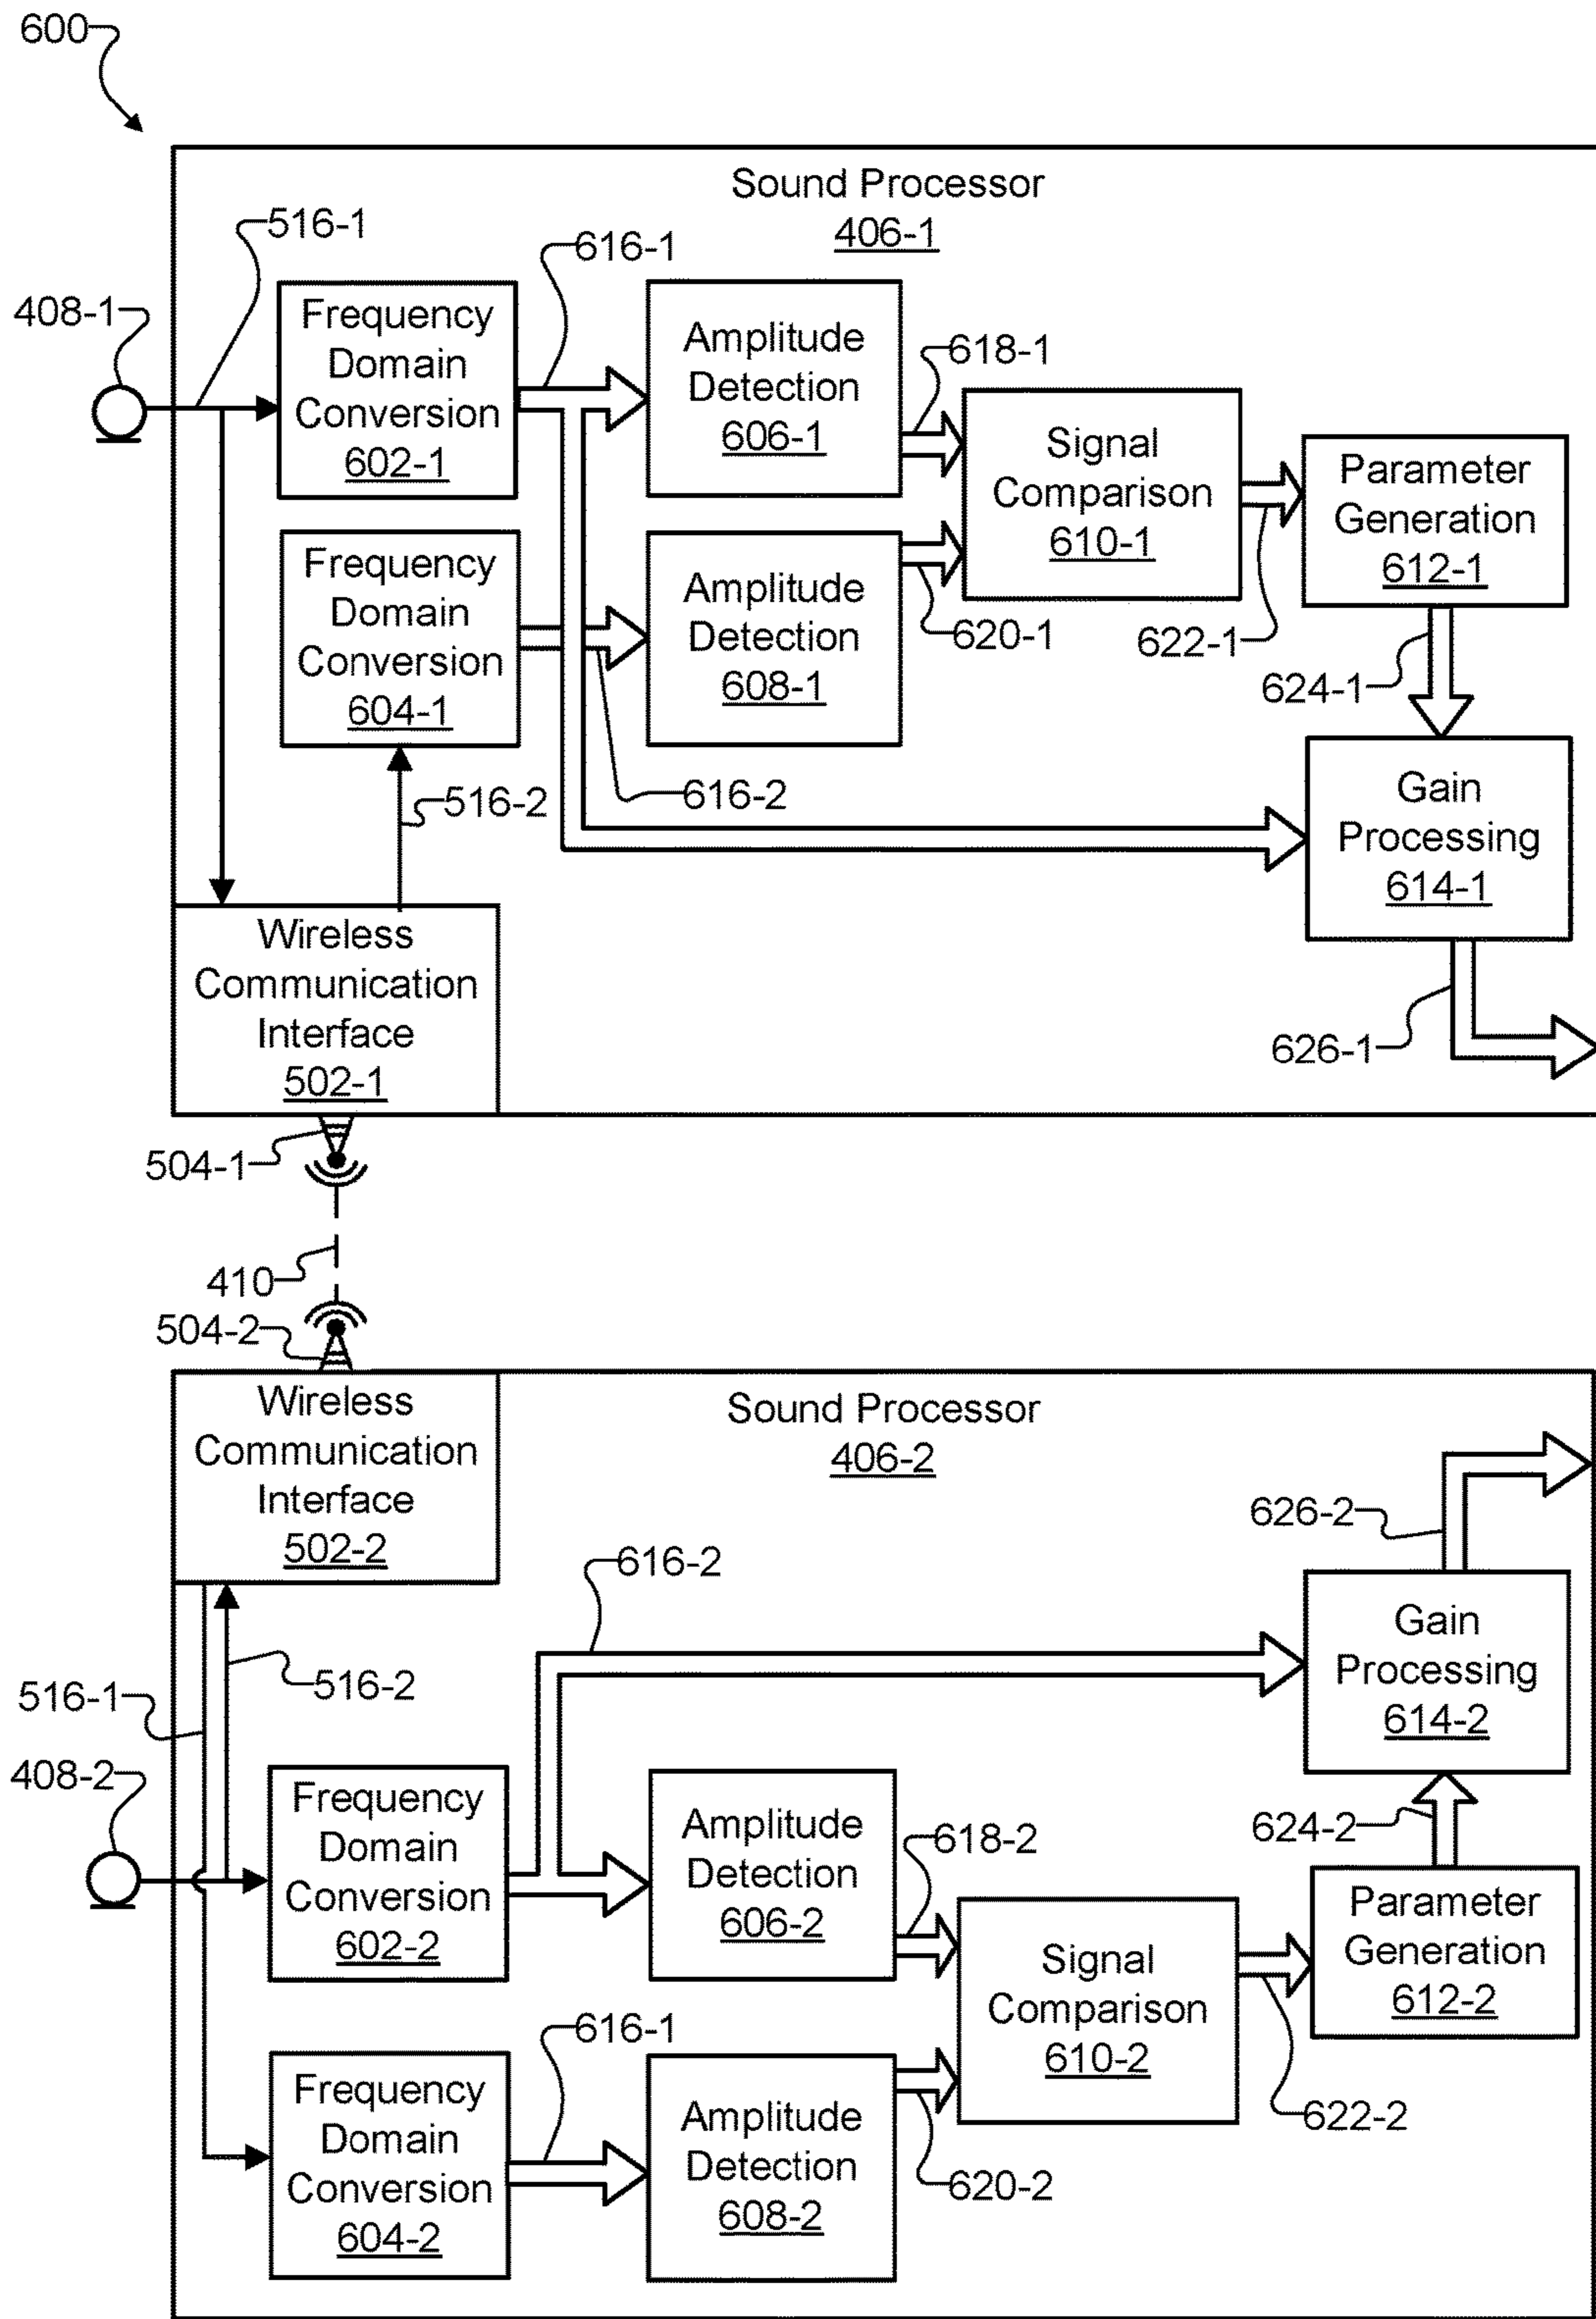 600
Sound Processor
406-1
516-1
616-1
408-1
Frequency
Domain
Conversion
602-1
Amplitude
Detection
606-1
618-1
Signal
Comparison
610-1
Parameter
Generation
612-1
Frequency
Domain
Conversion
604-1
Amplitude
Detection
608-1
620-1
622-1
624-1
516-2
616-2
Gain
Processing
614-1
Wireless
Communication
Interface
502-1
626-1
504-1
410
504-2
Wireless
Communication
Interface
502-2
Sound Processor
406-2
626-2
616-2
Gain
Processing
614-2
516-1
516-2
408-2
Frequency
Domain
Conversion
602-2
Amplitude
Detection
606-2
618-2
624-2
Signal
Comparison
610-2
Parameter
Generation
612-2
616-1
Frequency
Domain
Conversion
604-2
Amplitude
Detection
608-2
620-2
622-2